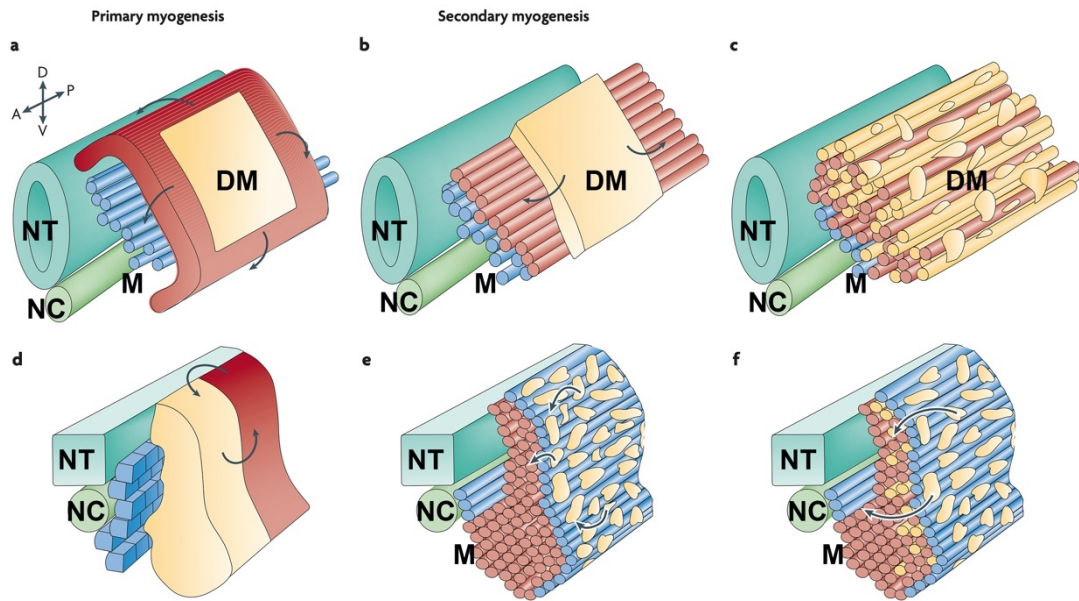 Primary myogenesis
Secondary myogenesis
a
b
c
D
A P
V
DM
NT
M
NC
DM
NT
M
NC
DM
NT
M
NC
d
e
f
NT
NC
NT
NC
M
NT
NC
M